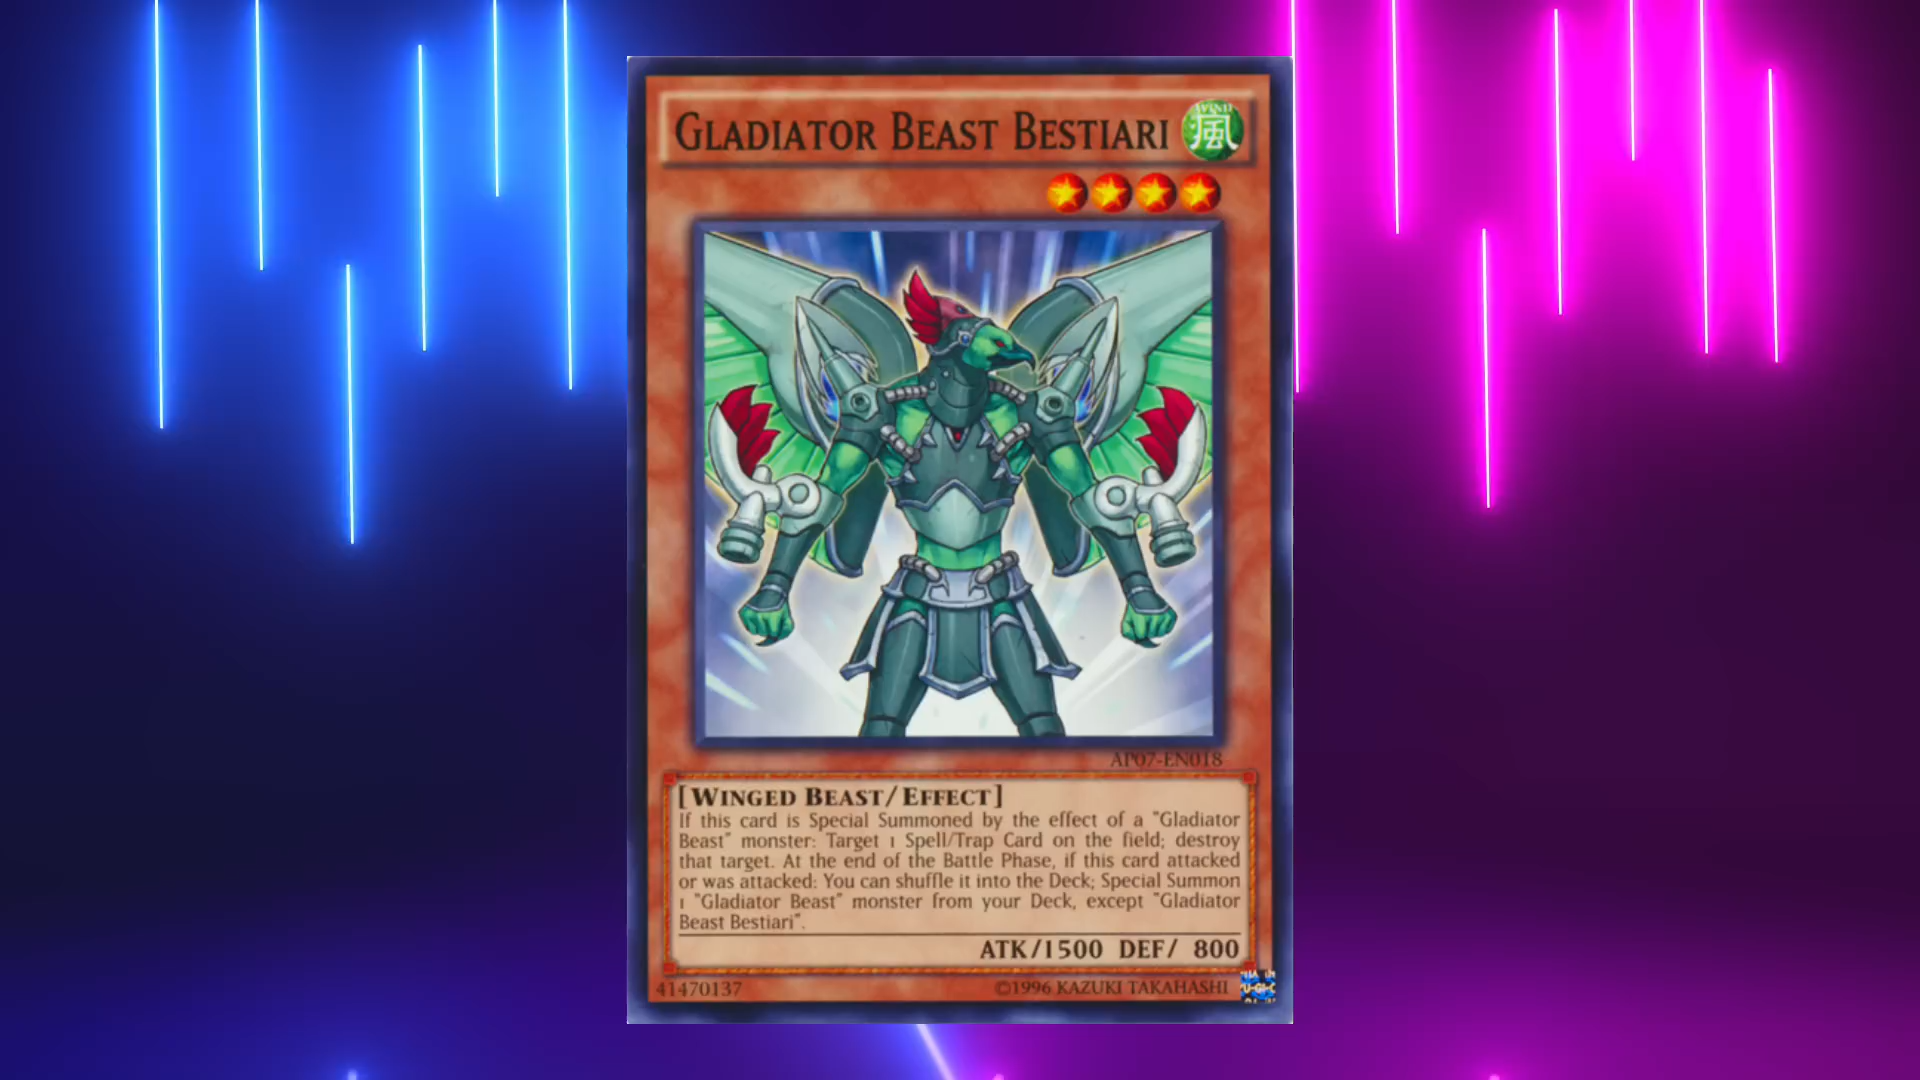 GLADIATOR BEAST BESTIARI
WIND
風
AP07-EN018
[WINGED BEAST/EFFECT]
If this card is Special Summoned by the effect of a "Gladiator
Beast" monster: Target 1 Spell/Trap Card on the field; destroy
that target. At the end of the Battle Phase, if this card attacked
or was attacked: You can shuffle it into the Deck; Special Summon
1 "Gladiator Beast" monster from your Deck, except "Gladiator
Beast Bestiari".
ATK/1500 DEF/ 800
41470137
©1996 KAZUKI TAKAHASHI